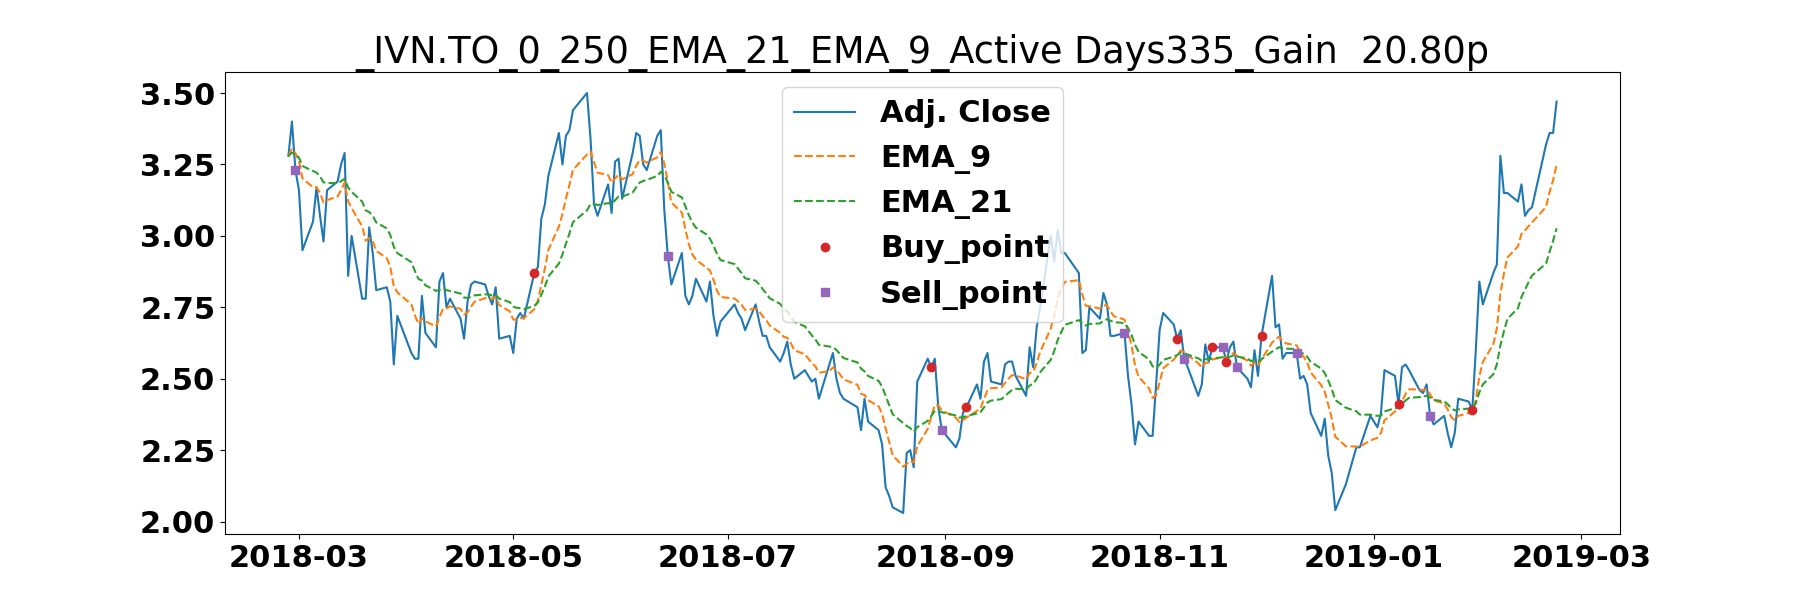 _IVN.TO_0_250_EMA_21_EMA_9_Active Days335_Gain  20.80p
3.50
3.25
3.00
2.75
2.50
2.25
2.00
Adj. Close
EMA_9
EMA_21
Buy_point
Sell_point
2018-03 2018-05 2018-07 2018-09 2018-11 2019-01 2019-03